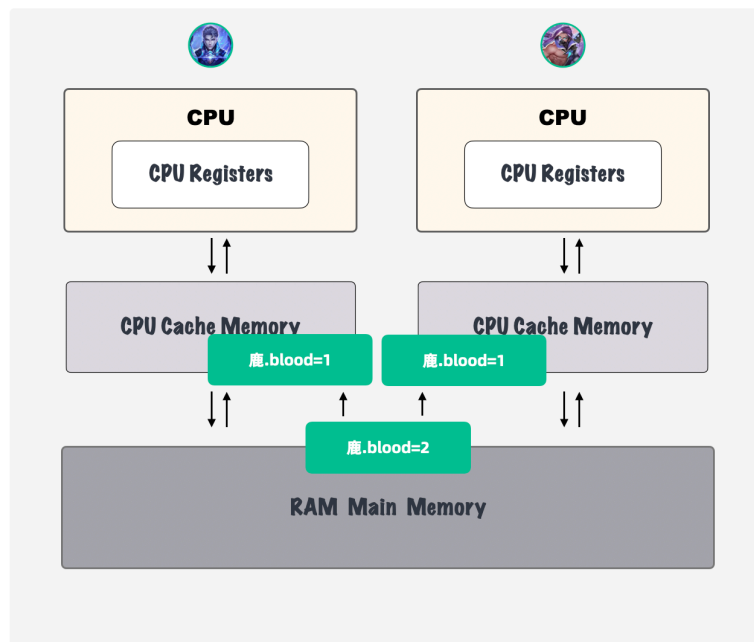 CPU
CPU
CPU Registers
CPU Registers
CPU Cache Memory
CPU Cache Memory
鹿.blood=1
鹿.blood=1
鹿.blood=2
RAM Main Memory